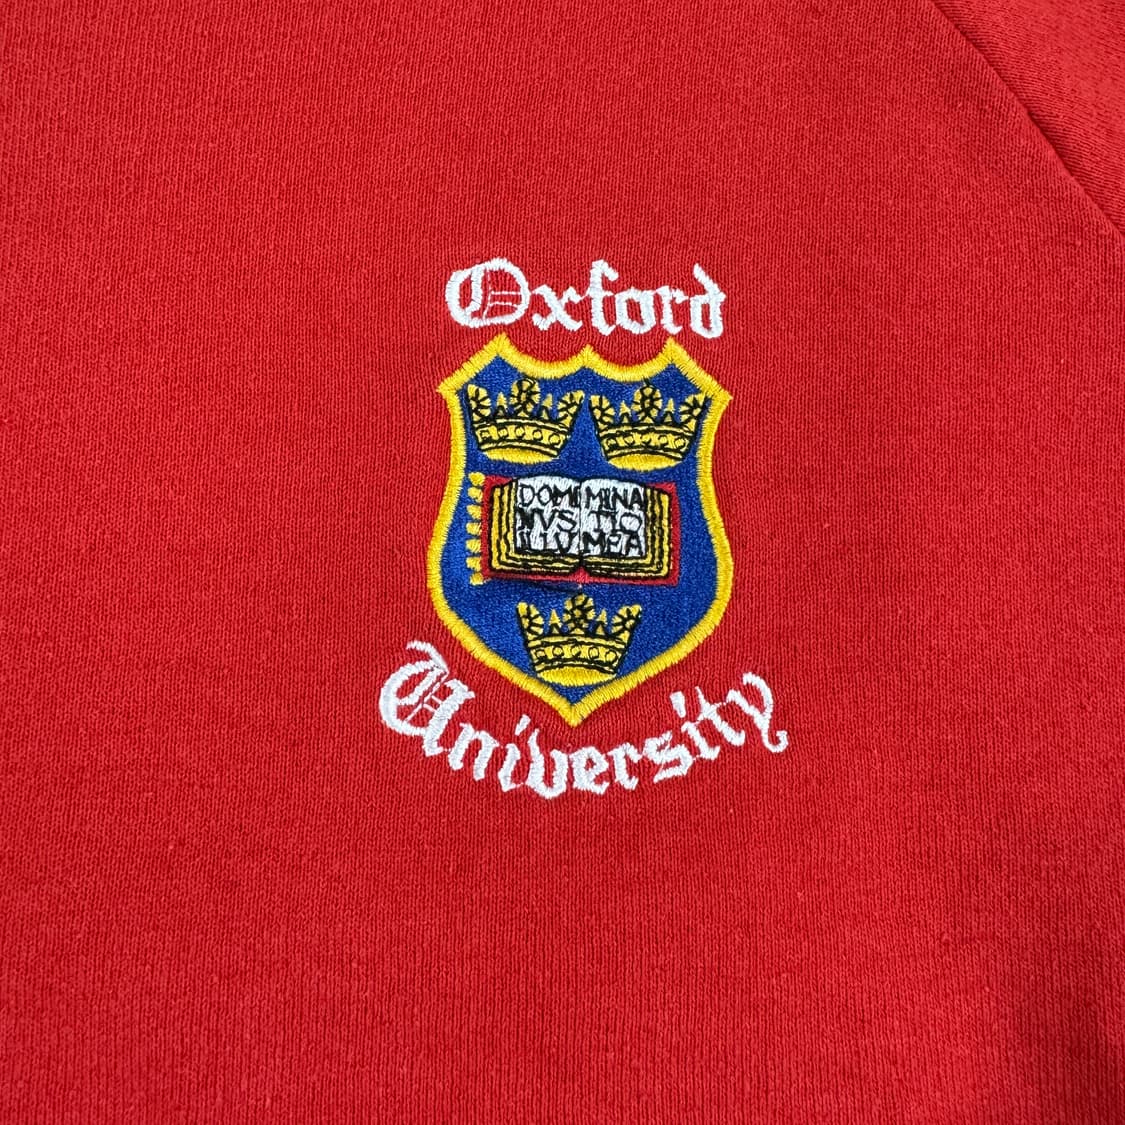 Oxford
DOMI MINA
NVS TIO
ILLV MEA
University